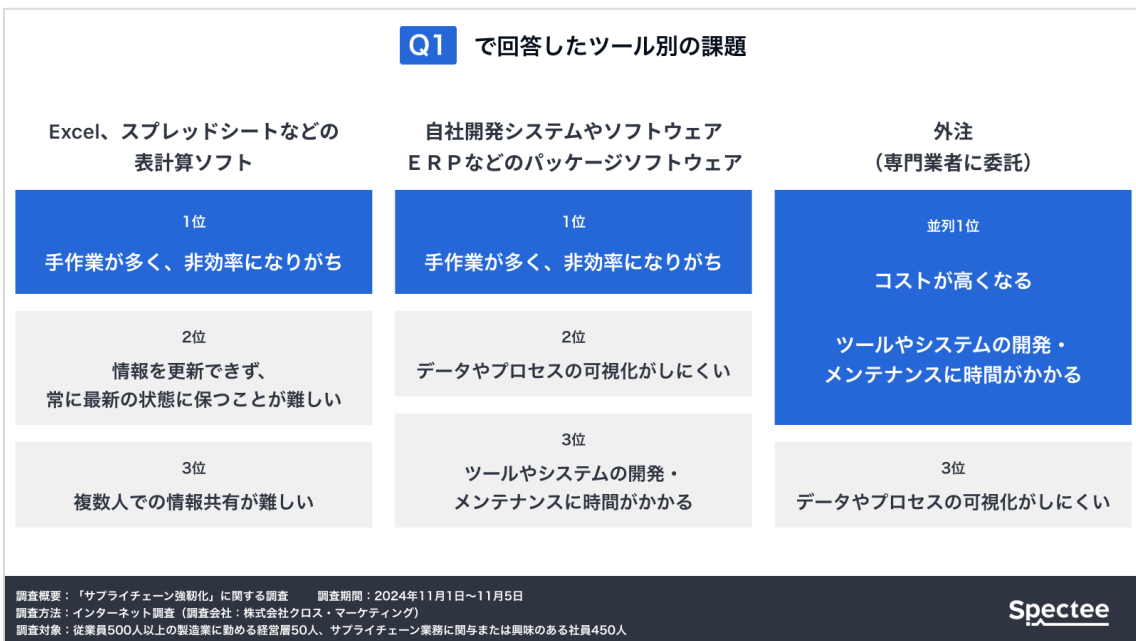 Q1 で回答したツール別の課題
Excel、スプレッドシートなどの
表計算ソフト
1位
手作業が多く、非効率になりがち
2位
情報を更新できず、
常に最新の状態に保つことが難しい
3位
複数人での情報共有が難しい
自社開発システムやソフトウェア
ＥＲＰなどのパッケージソフトウェア
1位
手作業が多く、非効率になりがち
2位
データやプロセスの可視化がしにくい
3位
ツールやシステムの開発・
メンテナンスに時間がかかる
外注
（専門業者に委託）
並列1位
コストが高くなる
ツールやシステムの開発・
メンテナンスに時間がかかる
3位
データやプロセスの可視化がしにくい
調査概要：「サプライチェーン強靭化」に関する調査　調査期間：2024年11月1日〜11月5日
調査方法：インターネット調査（調査会社：株式会社クロス・マーケティング）
調査対象：従業員500人以上の製造業に勤める経営層50人、サプライチェーン業務に関与または興味のある社員450人
Spectee